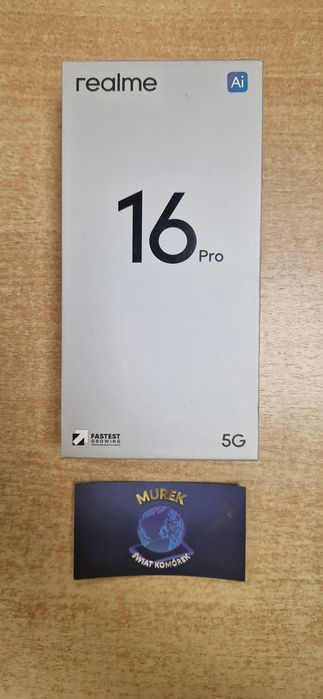 realme
Ai
16 Pro
FASTEST
GROWING
5G
MUREK
ŚWIAT KOMÓREK